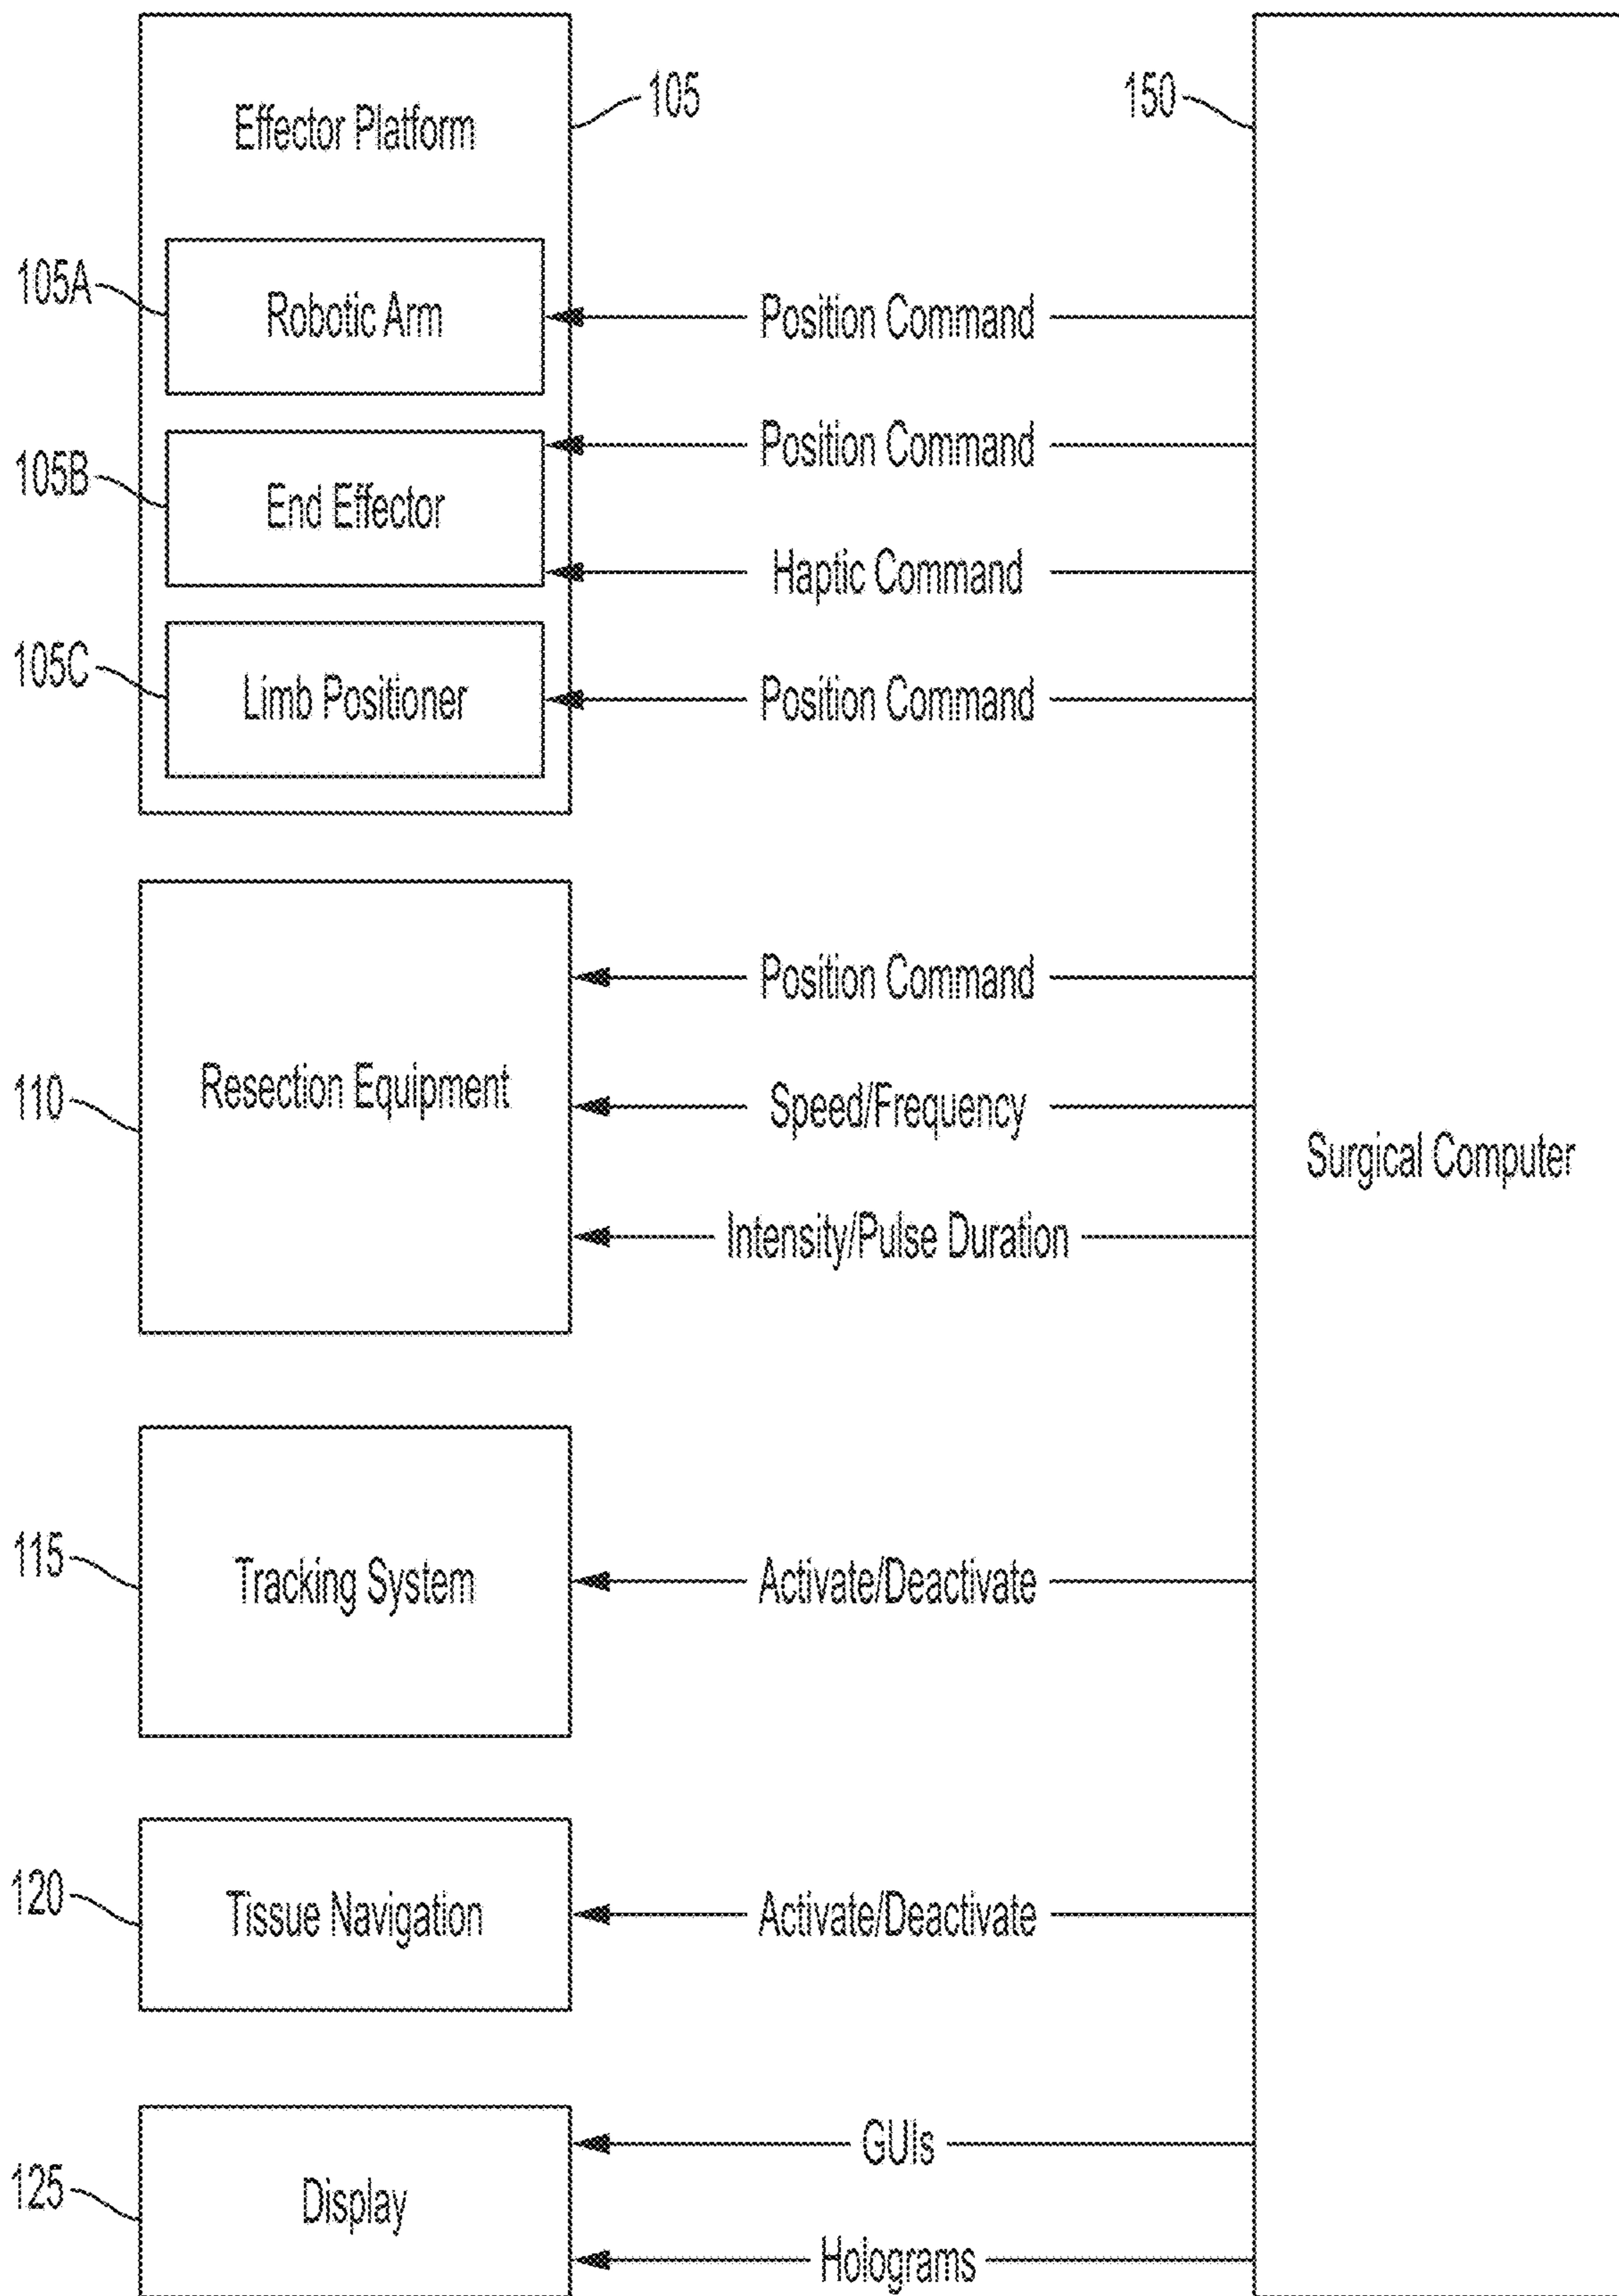 Effector Platform
105
150
105A
Robotic Arm
Position Command
105B
End Effector
Position Command
Haptic Command
105C
Limb Positioner
Position Command
110
Resection Equipment
Position Command
Speed/Frequency
Intensity/Pulse Duration
Surgical Computer
115
Tracking System
Activate/Deactivate
120
Tissue Navigation
Activate/Deactivate
125
Display
GUIs
Holograms